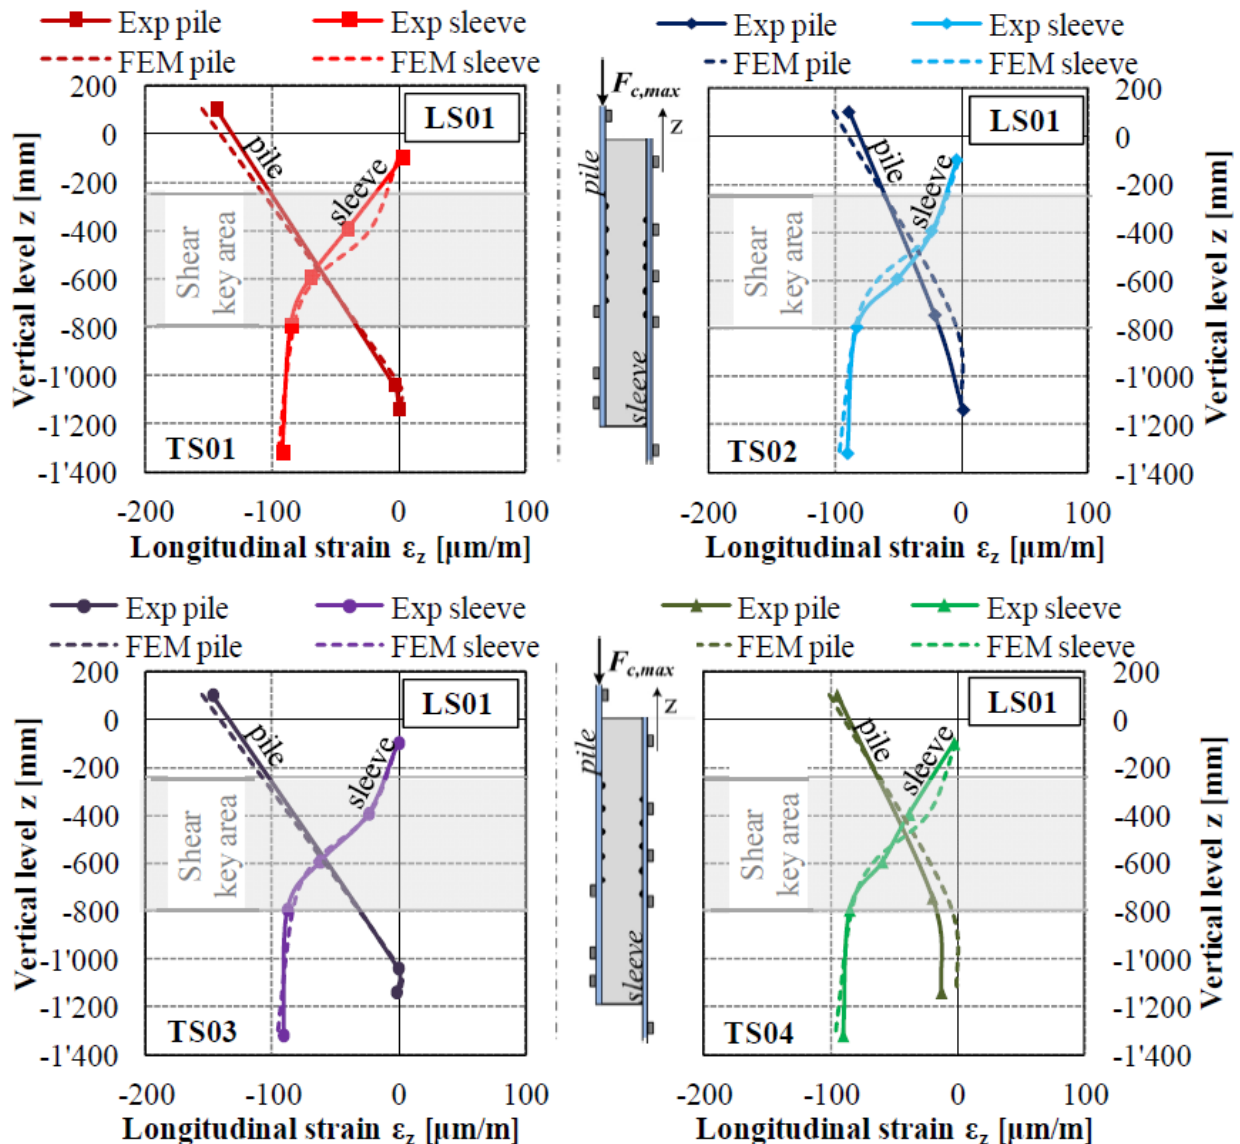 Exp pile
Exp sleeve
FEM pile
FEM sleeve
200
0
-200
-400
-600
-800
-1'000
-1'200
-1'400
Vertical level z [mm]
LS01
pile
sleeve
Shear
key area
TS01
-200
-100
0
100
Longitudinal strain εz [μm/m]
Fc,max
z
pile
sleeve
Exp pile
Exp sleeve
FEM pile
FEM sleeve
LS01
pile
sleeve
Shear
key area
TS02
200
0
-200
-400
-600
-800
-1'000
-1'200
-1'400
Vertical level z [mm]
-200
-100
0
100
Longitudinal strain εz [μm/m]
Exp pile
Exp sleeve
FEM pile
FEM sleeve
200
0
-200
-400
-600
-800
-1'000
-1'200
-1'400
Vertical level z [mm]
LS01
pile
sleeve
Shear
key area
TS03
-200
-100
0
100
Longitudinal strain εz [μm/m]
Fc,max
z
pile
sleeve
Exp pile
Exp sleeve
FEM pile
FEM sleeve
LS01
pile
sleeve
Shear
key area
TS04
200
0
-200
-400
-600
-800
-1'000
-1'200
-1'400
Vertical level z [mm]
-200
-100
0
100
Longitudinal strain εz [μm/m]